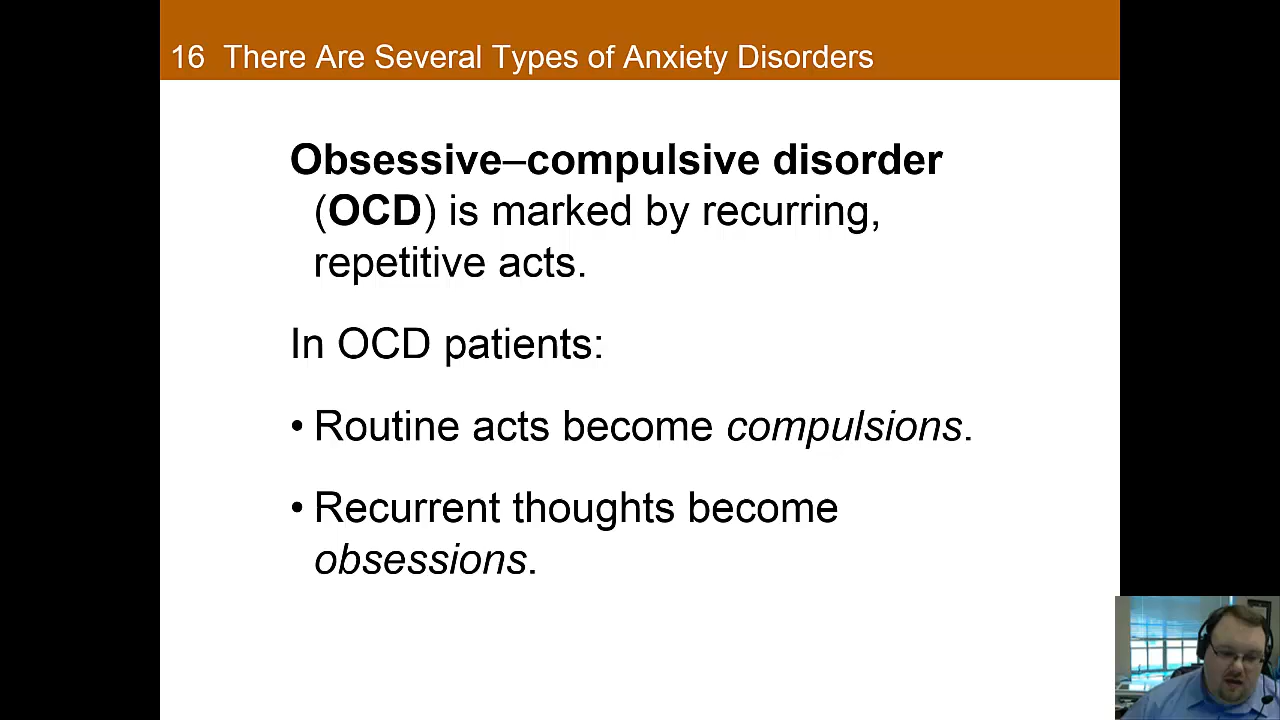 16 There Are Several Types of Anxiety Disorders
Obsessive–compulsive disorder
(OCD) is marked by recurring,
repetitive acts.
In OCD patients:
• Routine acts become compulsions.
• Recurrent thoughts become
obsessions.